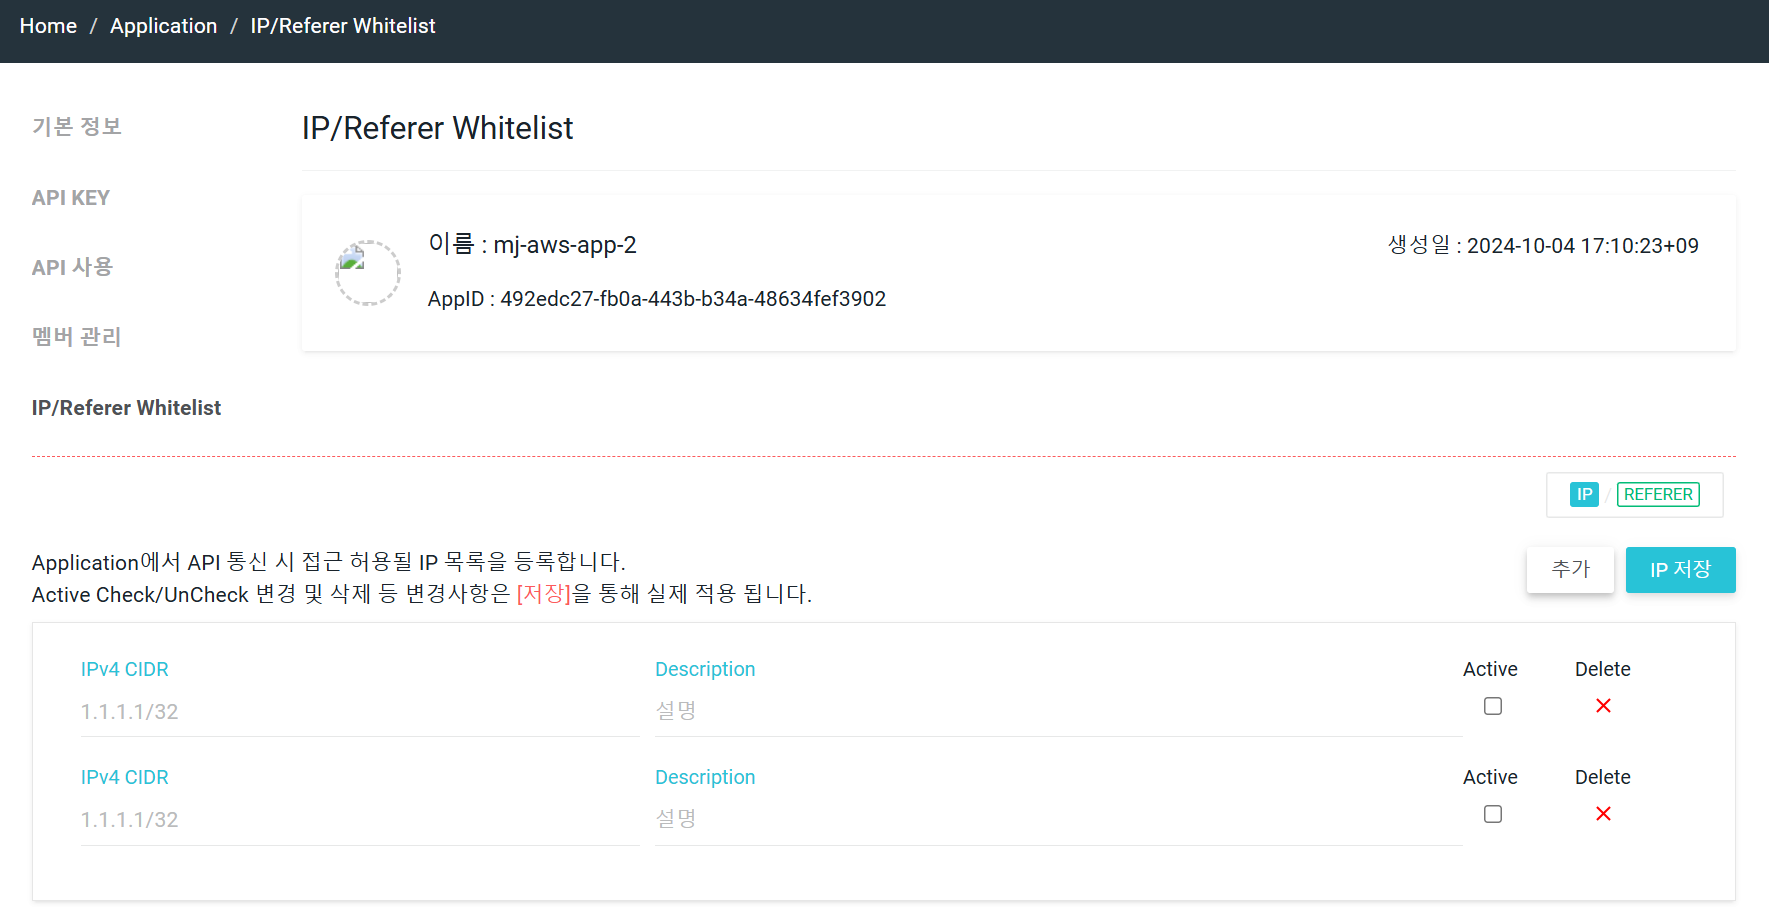 Home / Application / IP/Referer Whitelist
기본 정보
API KEY
API 사용
멤버 관리
IP/Referer Whitelist
IP/Referer Whitelist
이름 : mj-aws-app-2
생성일 : 2024-10-04 17:10:23+09
AppID : 492edc27-fb0a-443b-b34a-48634fef3902
IP / REFERER
Application에서 API 통신 시 접근 허용될 IP 목록을 등록합니다.
Active Check/UnCheck 변경 및 삭제 등 변경사항은 [저장]을 통해 실제 적용 됩니다.
추가 IP 저장
IPv4 CIDR Description Active Delete
1.1.1.1/32 설명
IPv4 CIDR Description Active Delete
1.1.1.1/32 설명